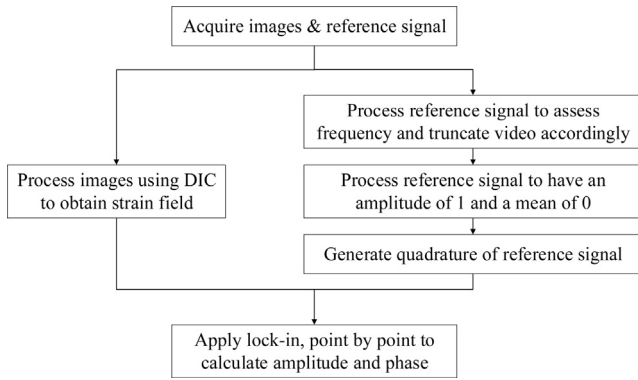 Acquire images & reference signal
Process reference signal to assess
frequency and truncate video accordingly
Process images using DIC
to obtain strain field
Process reference signal to have an
amplitude of 1 and a mean of 0
Generate quadrature of reference signal
Apply lock-in, point by point to
calculate amplitude and phase